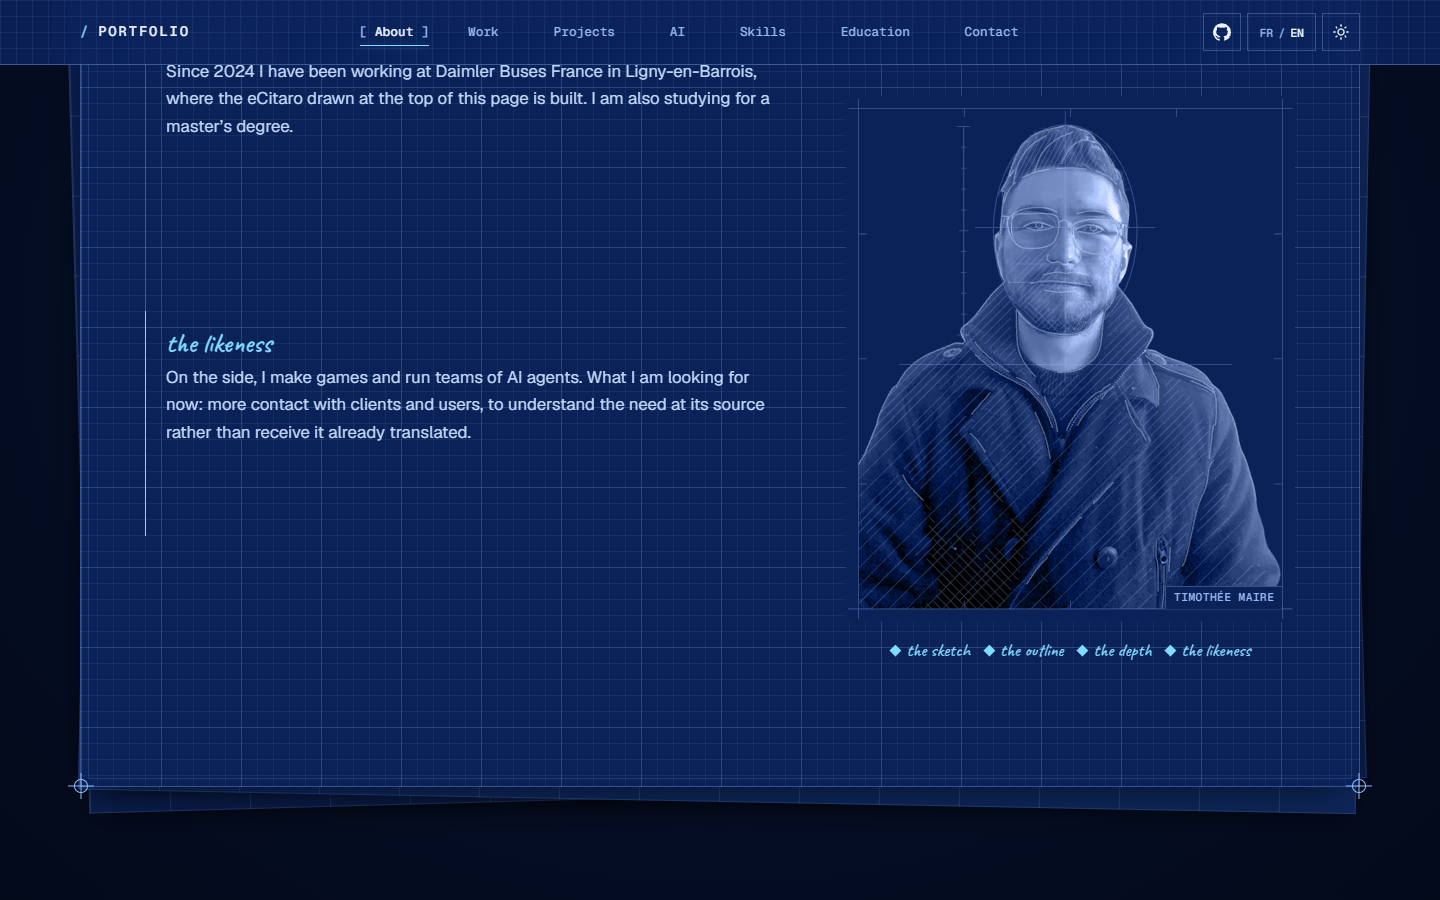 / PORTFOLIO
[ About ]
Work
Projects
AI
Skills
Education
Contact
FR / EN
Since 2024 I have been working at Daimler Buses France in Ligny-en-Barrois,
where the eCitaro drawn at the top of this page is built. I am also studying for a
master’s degree.
the likeness
On the side, I make games and run teams of AI agents. What I am looking for
now: more contact with clients and users, to understand the need at its source
rather than receive it already translated.
TIMOTHÉE MAIRE
the sketch
the outline
the depth
the likeness